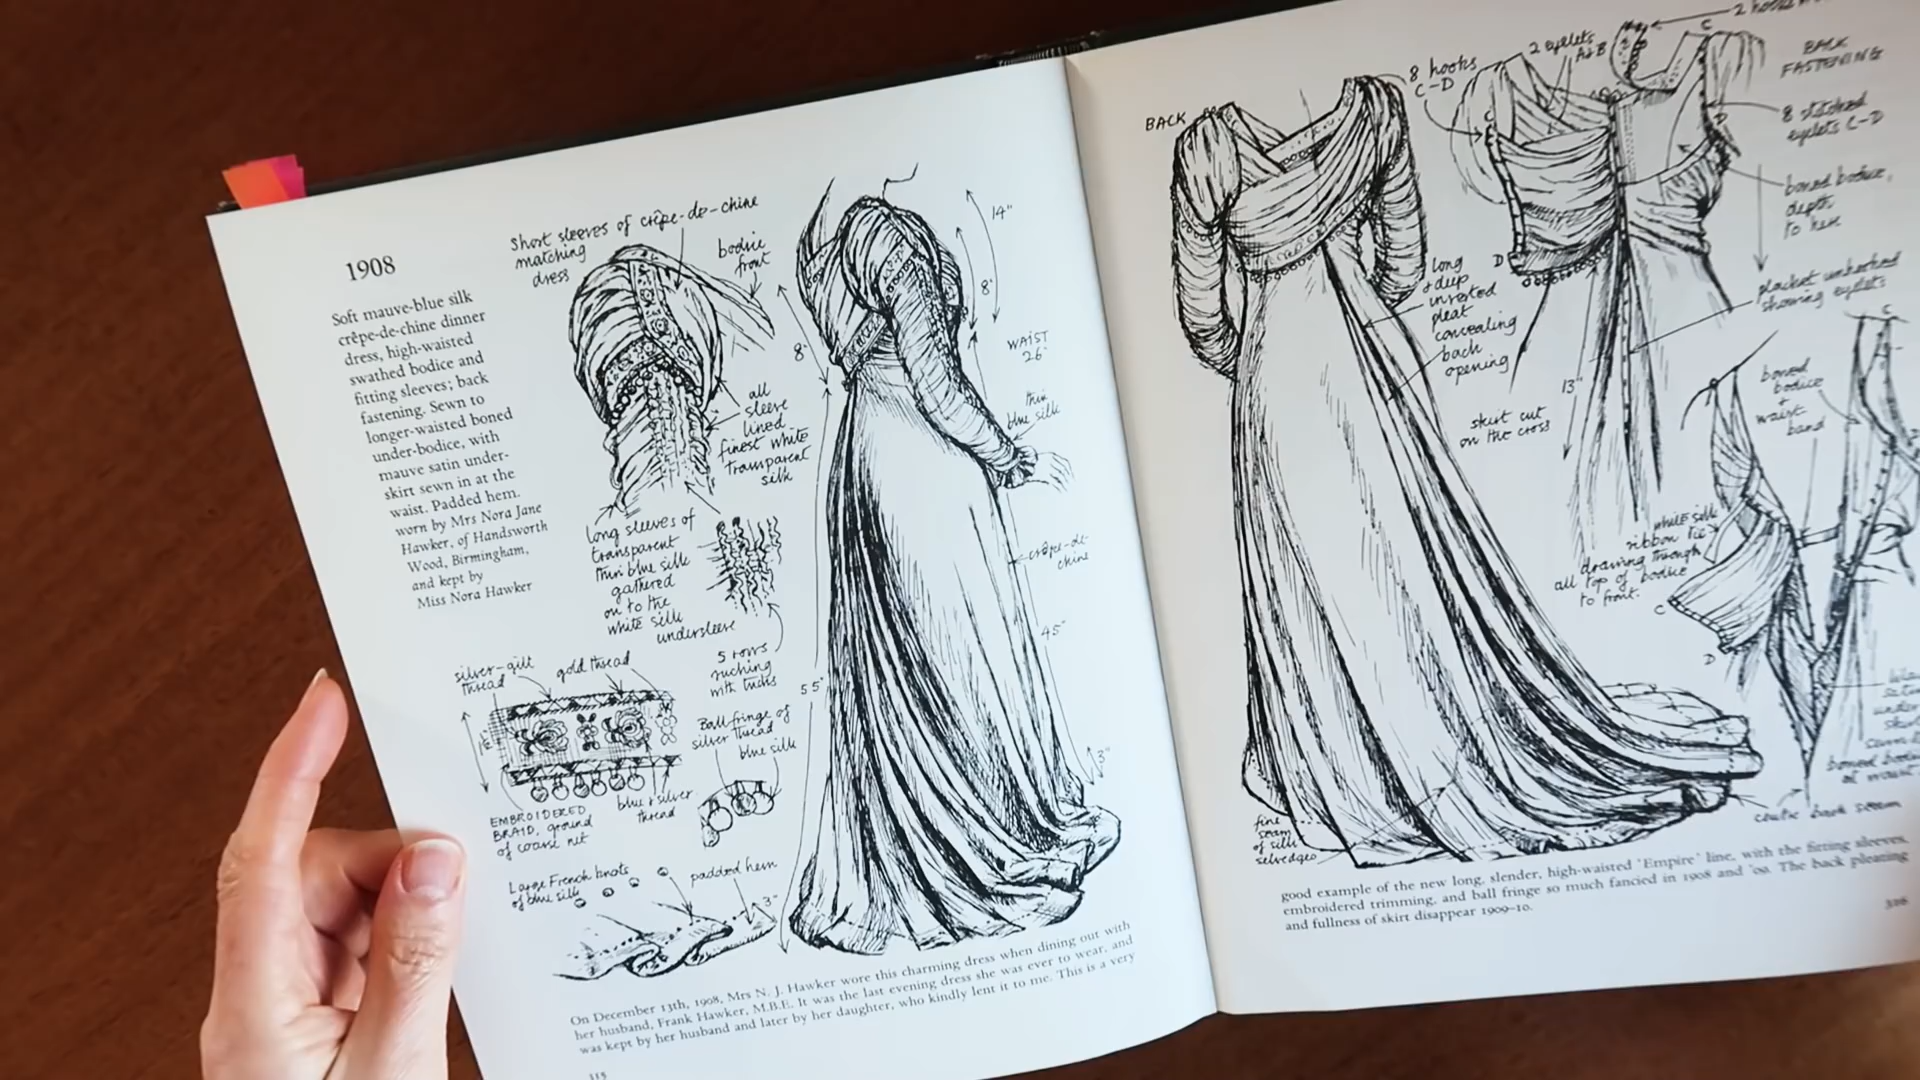 1908
Soft mauve-blue silk
crêpe-de-chine dinner
dress, high-waisted
swathed bodice and
fitting sleeves; back
fastening. Sewn to
longer-waisted boned
under-bodice, with
mauve satin under-
skirt sewn in at the
waist. Padded hem.
worn by Mrs Nora Jane
Hawker, of Handsworth
Wood, Birmingham,
and kept by
Miss Nora Hawker
Short sleeves of crêpe-de-chine
matching
dress
bodice
front
all
sleeve
lined
finest white
transparent
silk
long sleeves of
transparent
thin blue silk
gathered
on to the
white silk
undersleeve
5 rows
ruching
with tucks
silver-gilt
thread
gold thread
EMBROIDERED
BRAID, ground
of coarse net
blue & silver
thread
Ball fringe of
silver thread
blue silk
Large French knots
of blue silk
padded hem
3"
14"
8"
8"
WAIST
26"
thin
blue silk
crêpe-de-
chine
45"
55"
3"
On December 13th, 1908, Mrs N. J. Hawker wore this charming dress when dining out with
her husband, Frank Hawker, M.B.E. It was the last evening dress she was ever to wear, and
was kept by her husband and later by her daughter, who kindly lent it to me. This is a very
315
BACK
8 hooks
C-D
2 eyelets
A+B
BACK
FASTENING
8 stitched
eyelets C-D
boned bodice,
depth
to here
placket unhooked
showing eyelets
long
& deep
inverted
pleat
concealing
back
opening
skirt cut
on the cross
13"
C
D
C
D
boned
bodice
+
waist
band
white silk
ribbon tie
drawing through
all top of bodice
to front.
C
D
C
boned bodice
at waist
centre back seam
fine
seam
of silk
selvedges
good example of the new long, slender, high-waisted 'Empire' line, with the fitting sleeves,
embroidered trimming, and ball fringe so much fancied in 1908 and '09. The back pleating
and fullness of skirt disappear 1909-10.
316